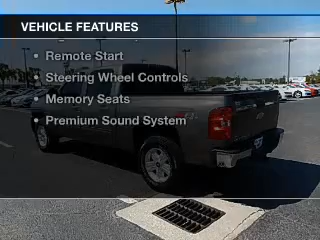 VEHICLE FEATURES
• Remote Start
• Steering Wheel Controls
• Memory Seats
• Premium Sound System